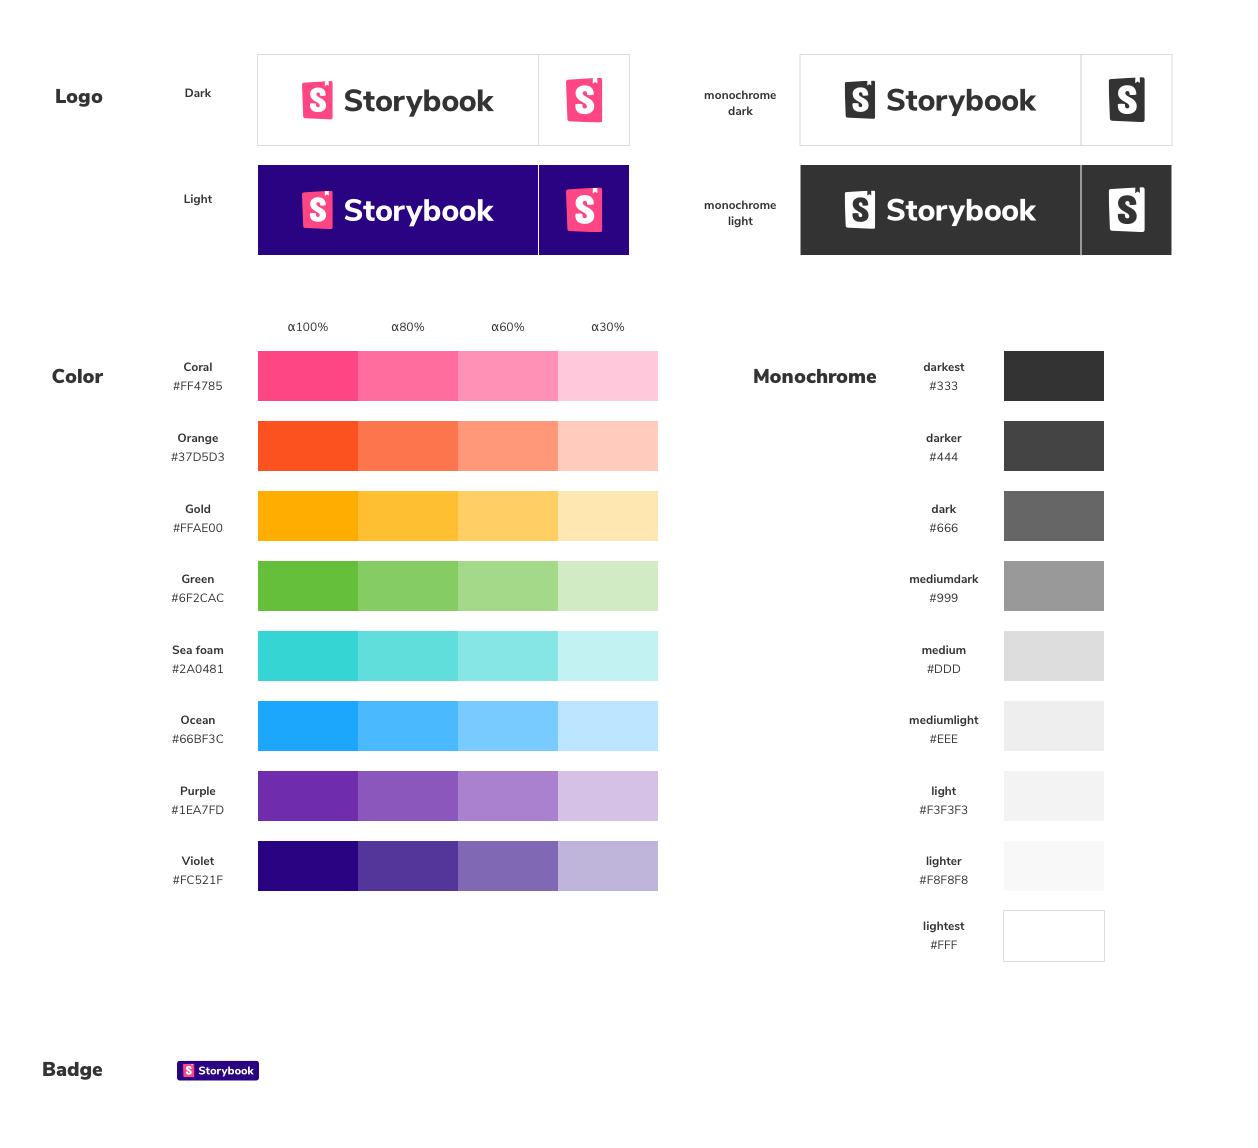 Logo
Dark
Storybook
S
S
monochrome
dark
Storybook
S
S
Light
Storybook
S
S
monochrome
light
Storybook
S
S
α100%
α80%
α60%
α30%
Color
Coral
#FF4785
Orange
#37D5D3
Gold
#FFAE00
Green
#6F2CAC
Sea foam
#2A0481
Ocean
#66BF3C
Purple
#1EA7FD
Violet
#FC521F
Monochrome
darkest
#333
darker
#444
dark
#666
mediumdark
#999
medium
#DDD
mediumlight
#EEE
light
#F3F3F3
lighter
#F8F8F8
lightest
#FFF
Badge
S Storybook